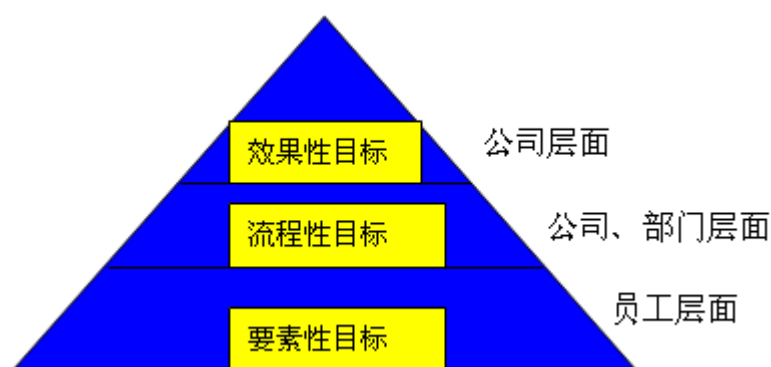 效果性目标
公司层面
流程性目标
公司、部门层面
要素性目标
员工层面